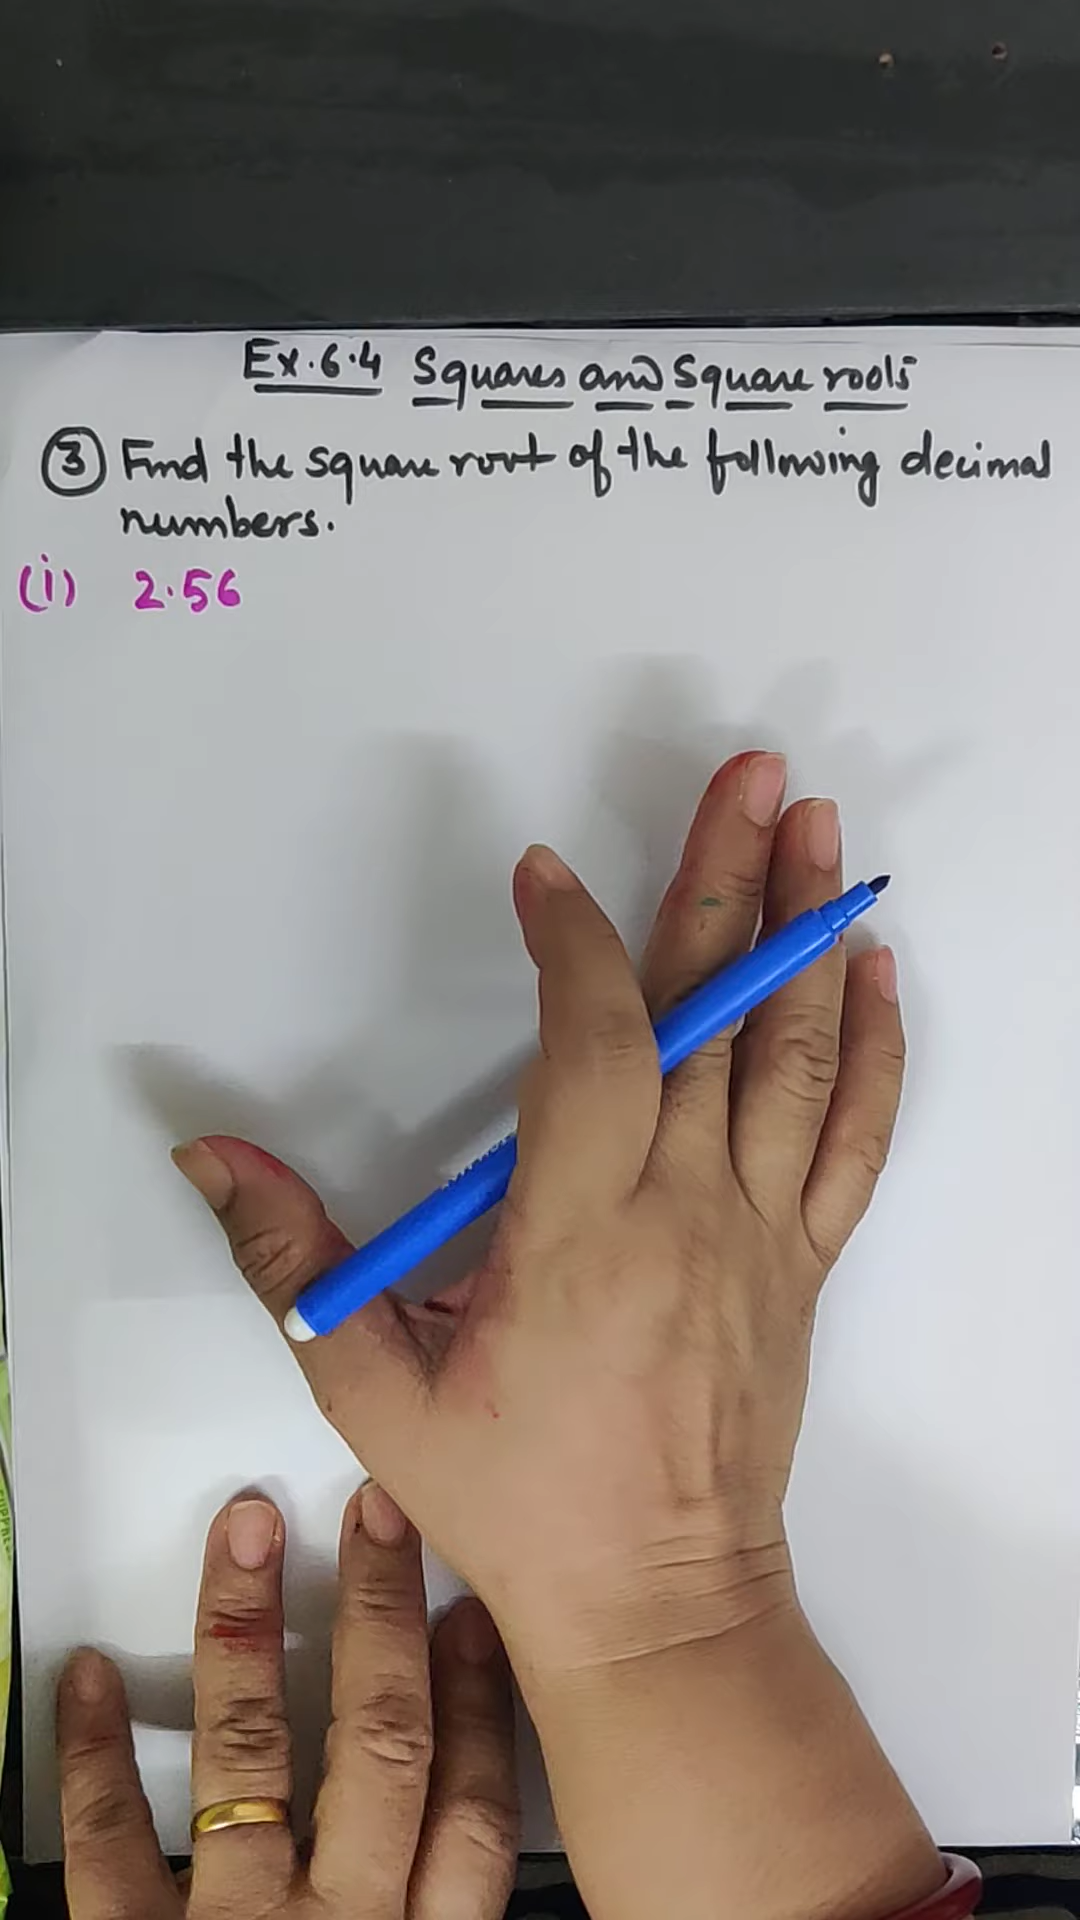 Ex.6.4 Squares and Square roots
③ Find the square root of the following decimal
numbers.
(i) 2.56